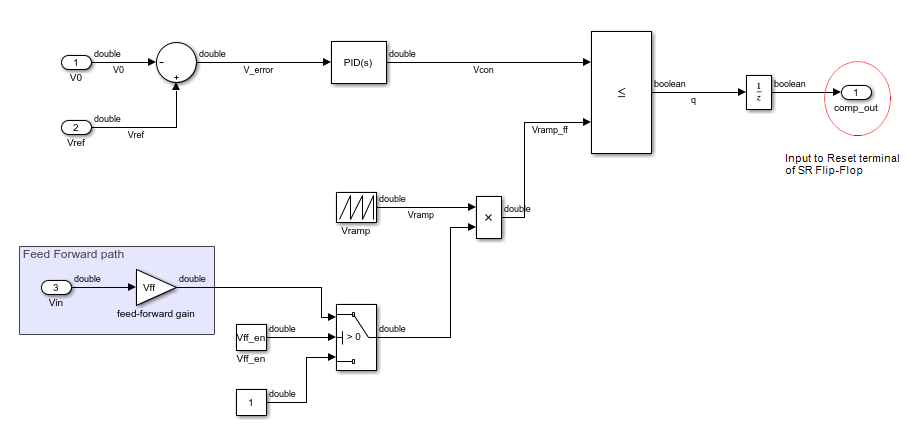 double
1
V0
V0
-
+
double
V_error
PID(s)
double
Vcon
≤
boolean
q
1
z
boolean
1
comp_out
double
2
Vref
Vref
Vramp_ff
Input to Reset terminal
of SR Flip-Flop
double
Vramp
Vramp
×
double
Feed Forward path
double
3
Vin
Vff
double
feed-forward gain
Vff_en
double
Vff_en
> 0
double
1
double